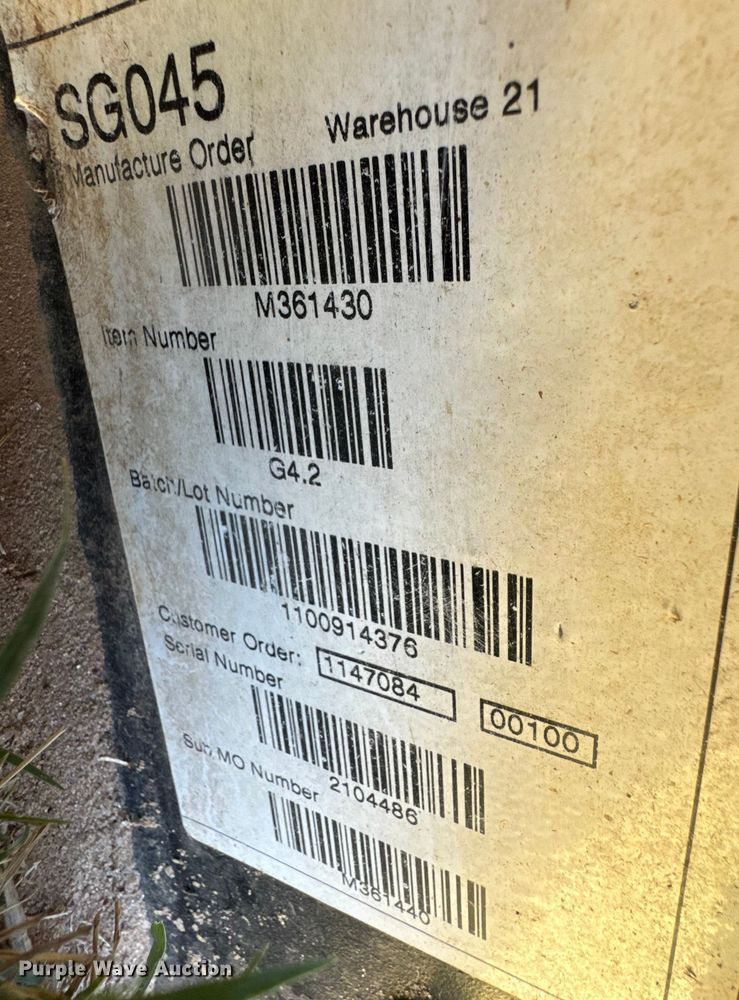 SG045
Manufacture Order
Warehouse 21
M361430
Item Number
G4.2
Batch/Lot Number
1100914376
Customer Order: 1147084 00100
Serial Number
2104486
Sub MO Number
M361440
Purple Wave Auction